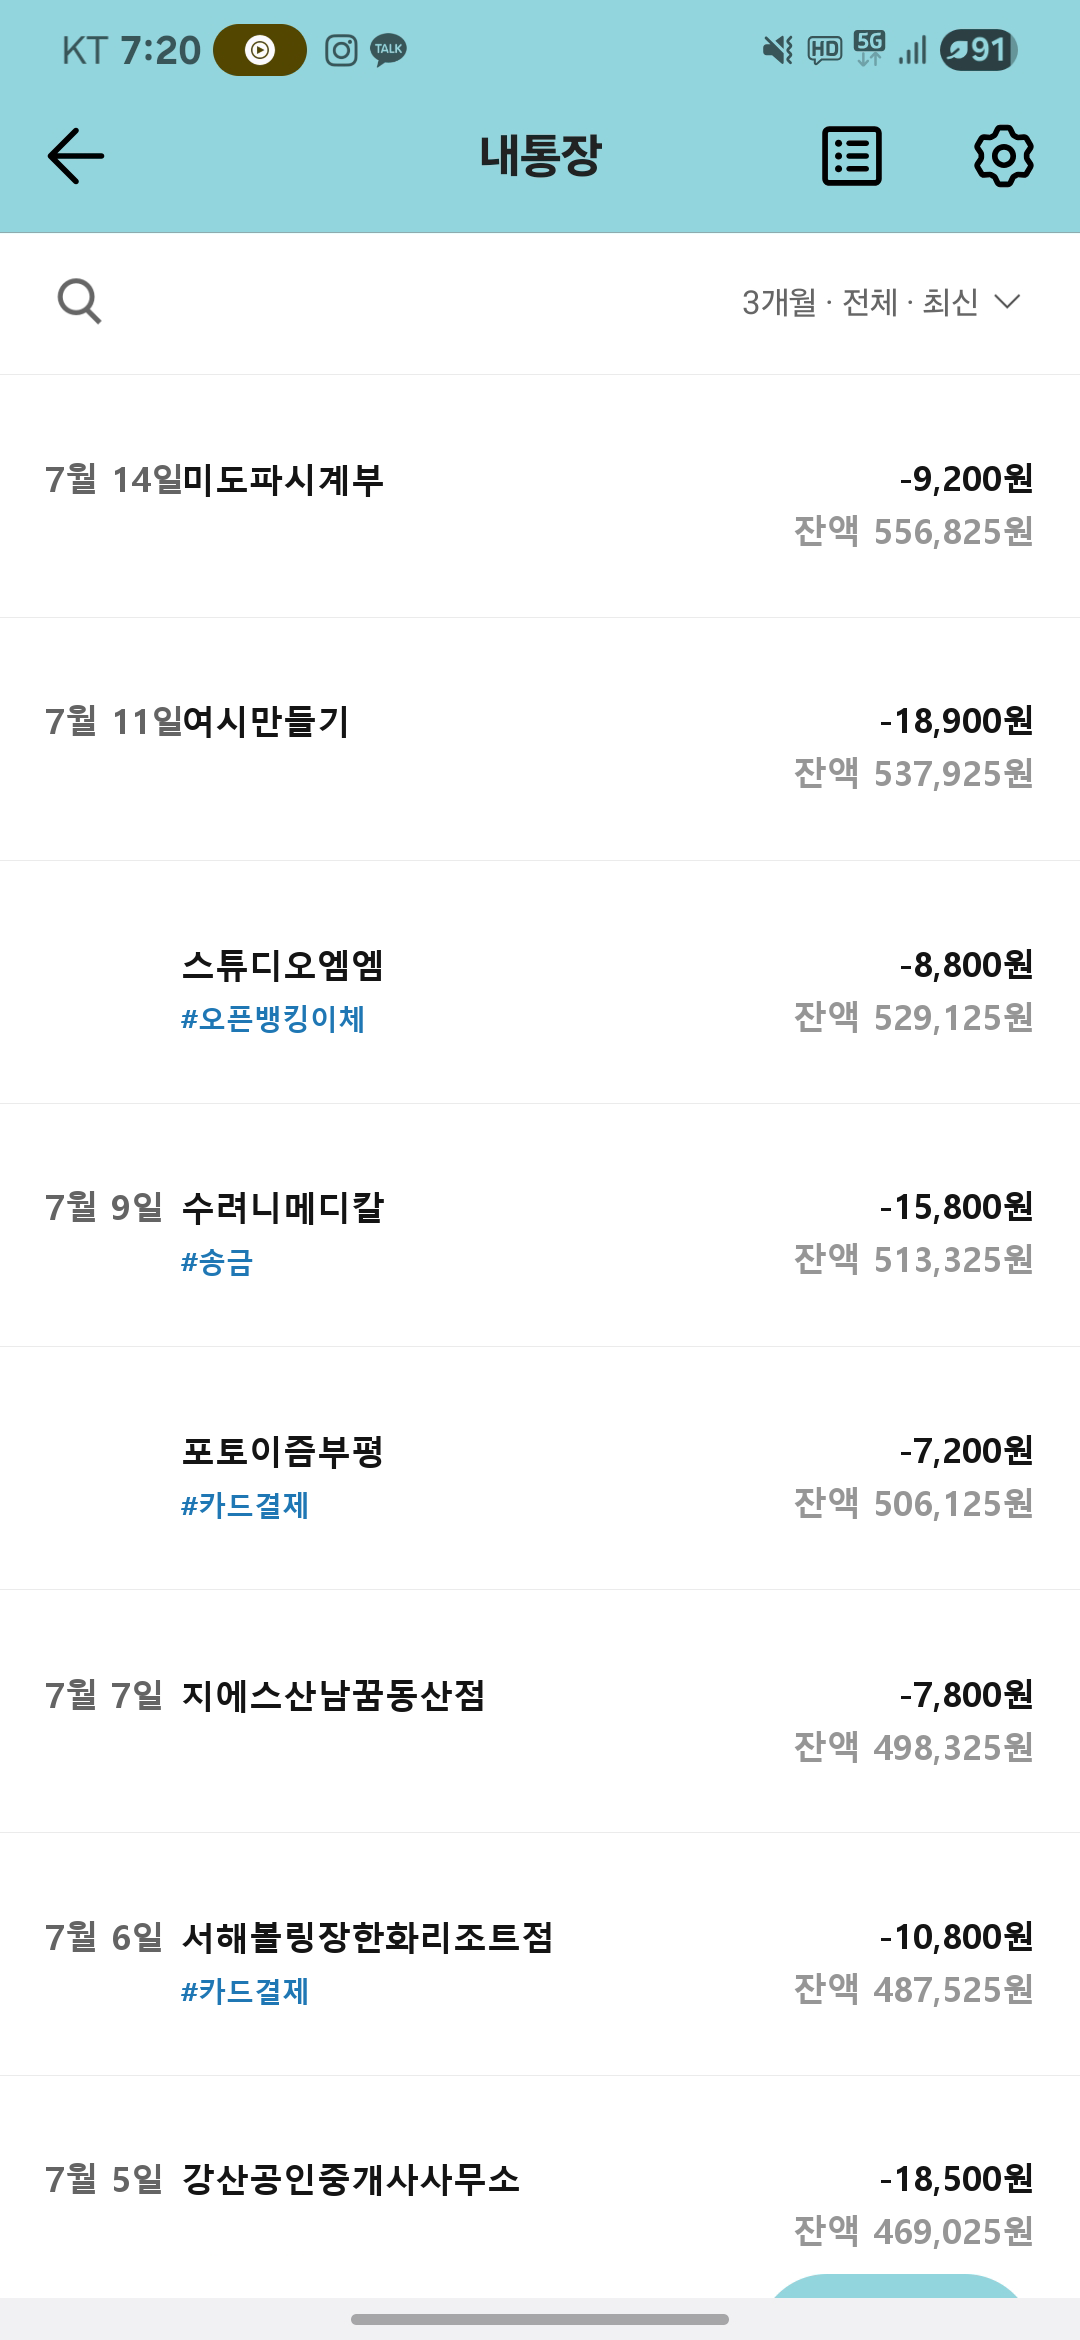 KT 7:20 TALK HD 5G 91
내통장
3개월 · 전체 · 최신
7월 14일 미도파시계부 -9,200원
잔액 556,825원
7월 11일 여시만들기 -18,900원
잔액 537,925원
스튜디오엠엠 -8,800원
#오픈뱅킹이체 잔액 529,125원
7월 9일 수려니메디칼 -15,800원
#송금 잔액 513,325원
포토이즘부평 -7,200원
#카드결제 잔액 506,125원
7월 7일 지에스산남꿈동산점 -7,800원
잔액 498,325원
7월 6일 서해볼링장한화리조트점 -10,800원
#카드결제 잔액 487,525원
7월 5일 강산공인중개사사무소 -18,500원
잔액 469,025원